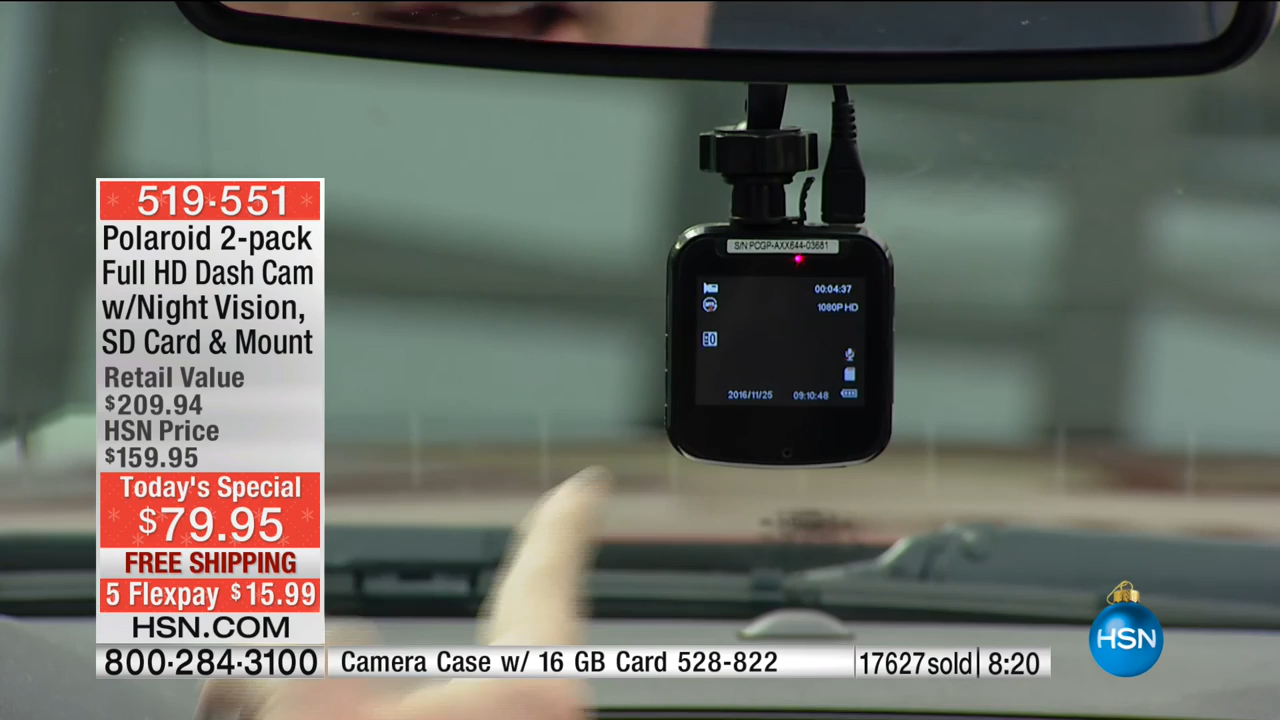 519·551
Polaroid 2-pack
Full HD Dash Cam
w/Night Vision,
SD Card & Mount
Retail Value
$209.94
HSN Price
$159.95
Today's Special
$79.95
FREE SHIPPING
5 Flexpay $15.99
HSN.COM
800·284·3100
Camera Case w/ 16 GB Card 528-822
17627sold
8:20
S/N:PCGP-AXX644-03681
00:04:37
1080P HD
2016/11/25 09:10:48
HSN